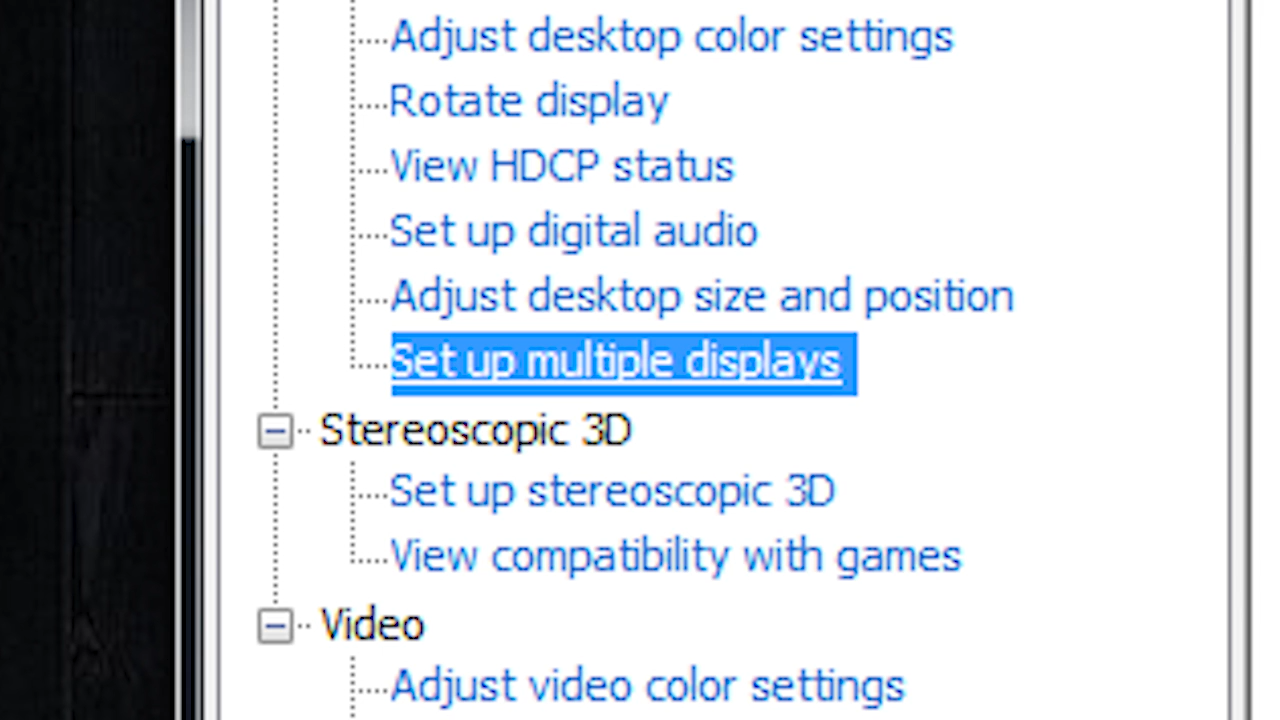 Adjust desktop color settings
Rotate display
View HDCP status
Set up digital audio
Adjust desktop size and position
Set up multiple displays
Stereoscopic 3D
Set up stereoscopic 3D
View compatibility with games
Video
Adjust video color settings